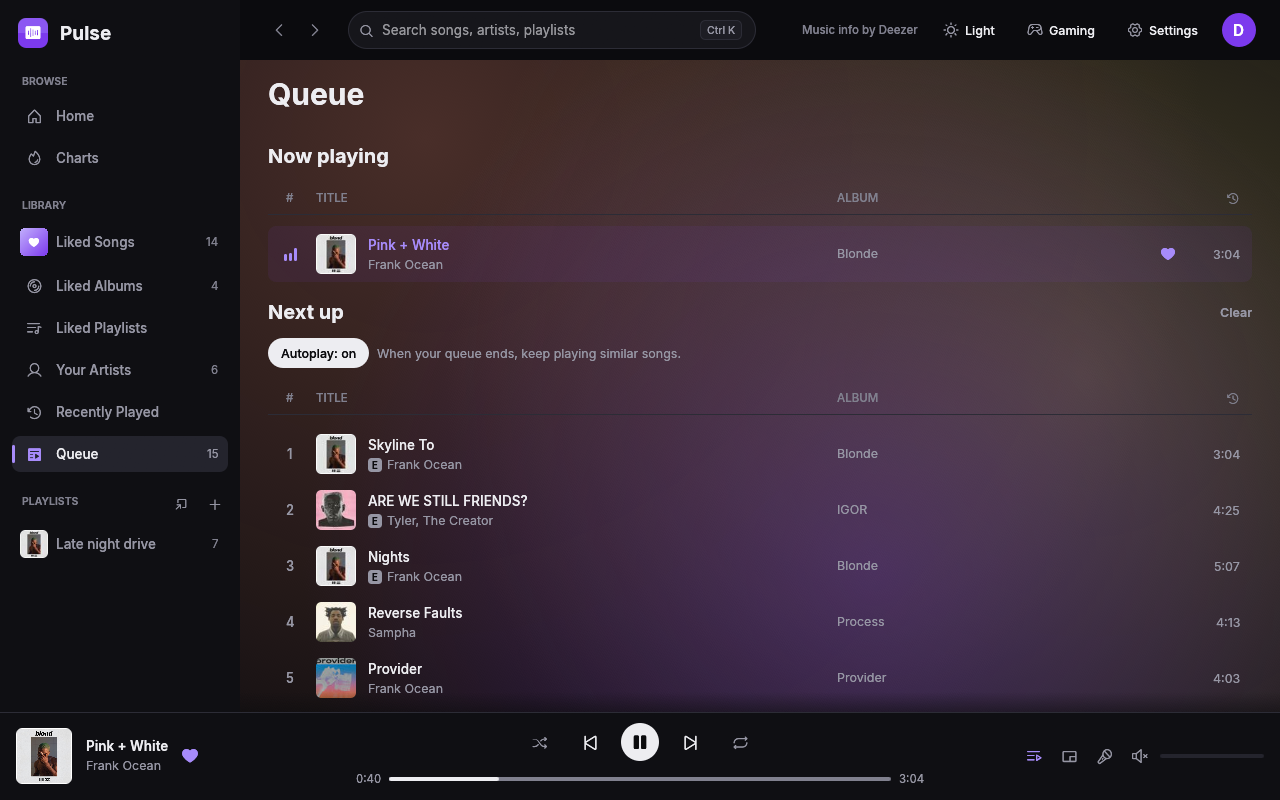 Pulse
Search songs, artists, playlists
Ctrl K
Music info by Deezer
Light
Gaming
Settings
D
BROWSE
Home
Charts
LIBRARY
Liked Songs 14
Liked Albums 4
Liked Playlists
Your Artists 6
Recently Played
Queue 15
PLAYLISTS
Late night drive 7
Queue
Now playing
# TITLE ALBUM
Pink + White
Frank Ocean
Blonde
3:04
Next up
Clear
Autoplay: on
When your queue ends, keep playing similar songs.
# TITLE ALBUM
1
Skyline To
E Frank Ocean
Blonde
3:04
2
ARE WE STILL FRIENDS?
E Tyler, The Creator
IGOR
4:25
3
Nights
E Frank Ocean
Blonde
5:07
4
Reverse Faults
Sampha
Process
4:13
5
provider
Provider
Frank Ocean
Provider
4:03
blond
Pink + White
Frank Ocean
0:40
3:04